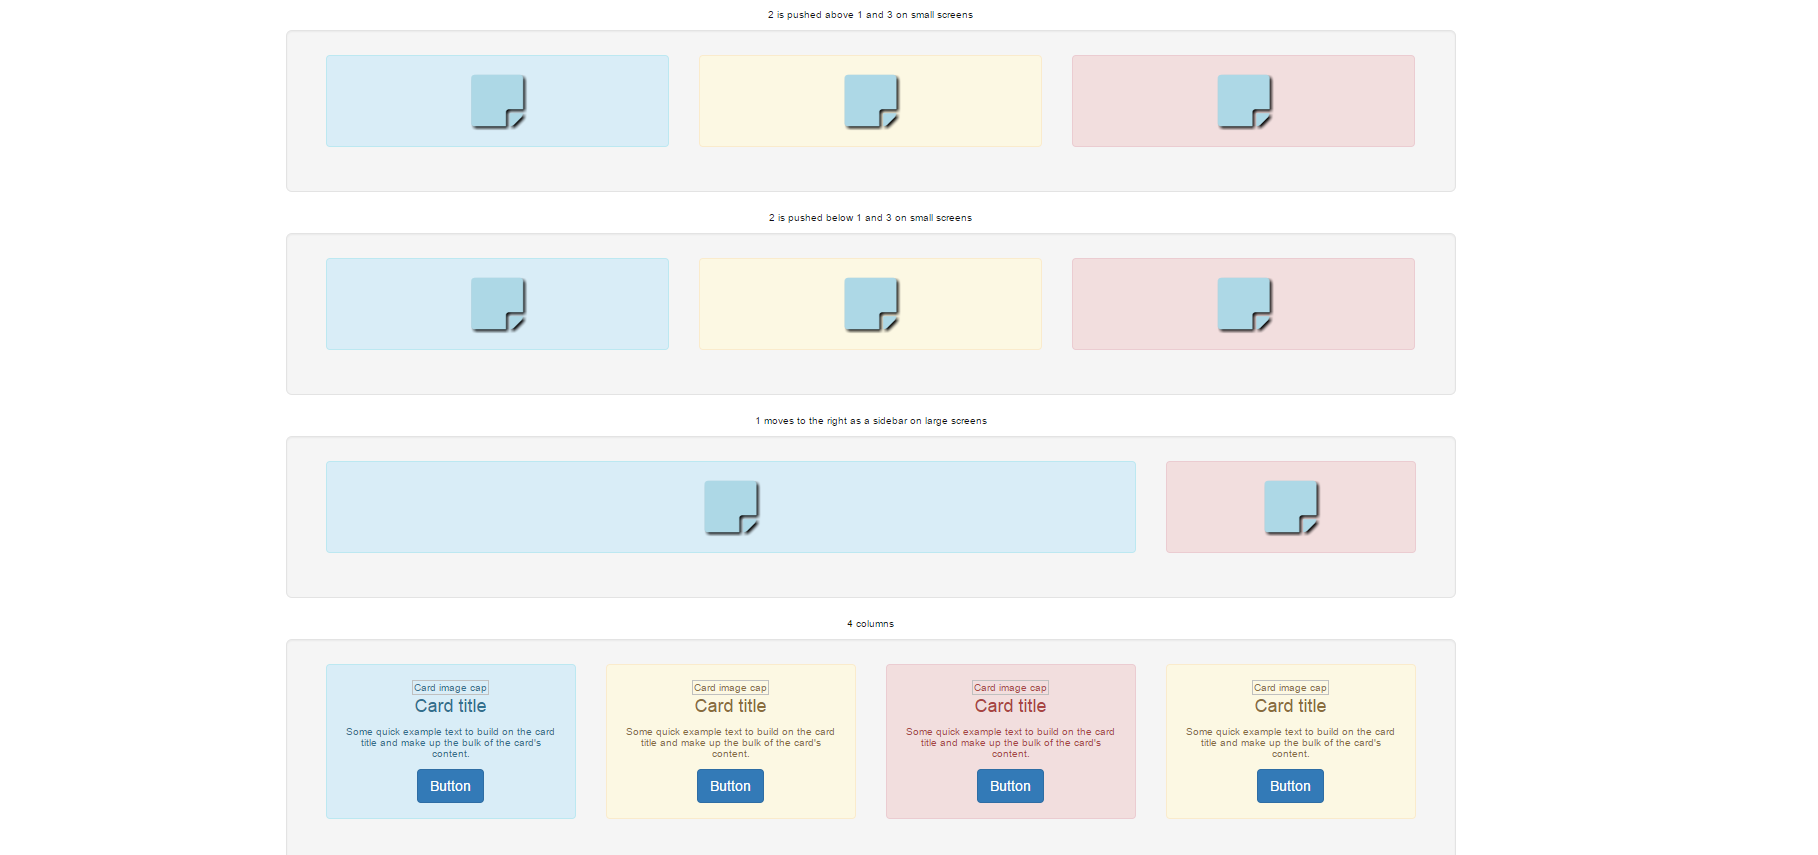 2 is pushed above 1 and 3 on small screens
2 is pushed below 1 and 3 on small screens
1 moves to the right as a sidebar on large screens
4 columns
Card image cap
Card title
Some quick example text to build on the card
title and make up the bulk of the card's
content.
Button
Card image cap
Card title
Some quick example text to build on the card
title and make up the bulk of the card's
content.
Button
Card image cap
Card title
Some quick example text to build on the card
title and make up the bulk of the card's
content.
Button
Card image cap
Card title
Some quick example text to build on the card
title and make up the bulk of the card's
content.
Button